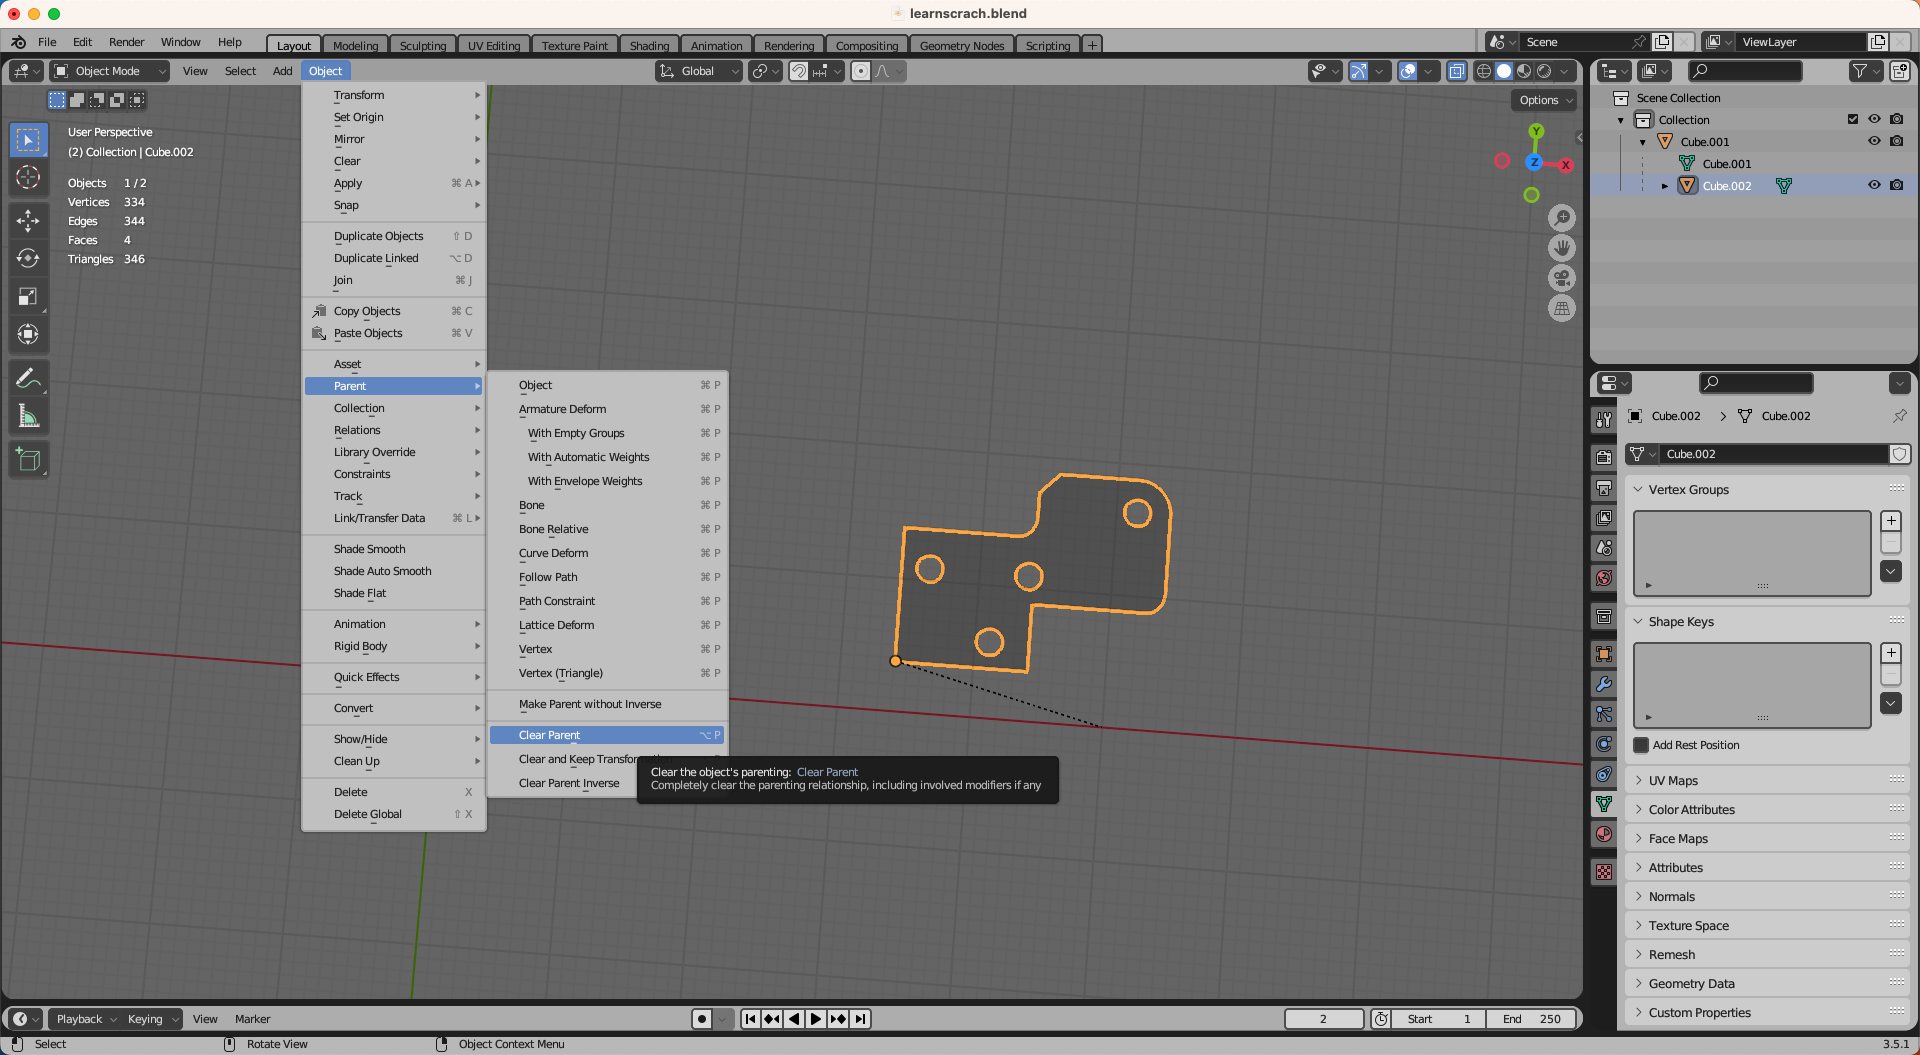 learnscrach.blend
File Edit Render Window Help Layout Modeling Sculpting UV Editing Texture Paint Shading Animation Rendering Compositing Geometry Nodes Scripting + Scene ViewLayer
Object Mode View Select Add Object Global
Options
User Perspective
(2) Collection | Cube.002
Objects 1 / 2
Vertices 334
Edges 344
Faces 4
Triangles 346
Transform
Set Origin
Mirror
Clear
Apply ⌘ A
Snap
Duplicate Objects ⇧ D
Duplicate Linked ⌥ D
Join ⌘ J
Copy Objects ⌘ C
Paste Objects ⌘ V
Asset
Parent
Collection
Relations
Library Override
Constraints
Track
Link/Transfer Data ⌘ L
Shade Smooth
Shade Auto Smooth
Shade Flat
Animation
Rigid Body
Quick Effects
Convert
Show/Hide
Clean Up
Delete X
Delete Global ⇧ X
Object ⌘ P
Armature Deform ⌘ P
With Empty Groups ⌘ P
With Automatic Weights ⌘ P
With Envelope Weights ⌘ P
Bone ⌘ P
Bone Relative ⌘ P
Curve Deform ⌘ P
Follow Path ⌘ P
Path Constraint ⌘ P
Lattice Deform ⌘ P
Vertex ⌘ P
Vertex (Triangle) ⌘ P
Make Parent without Inverse
Clear Parent ⌥ P
Clear and Keep Transfor
Clear Parent Inverse
Clear the object's parenting: Clear Parent
Completely clear the parenting relationship, including involved modifiers if any
Y
Z X
Scene Collection
Collection
Cube.001
Cube.001
Cube.002
Cube.002 > Cube.002
Cube.002
Vertex Groups
Shape Keys
Add Rest Position
UV Maps
Color Attributes
Face Maps
Attributes
Normals
Texture Space
Remesh
Geometry Data
Custom Properties
Playback Keying View Marker 2 Start 1 End 250
Select Rotate View Object Context Menu 3.5.1